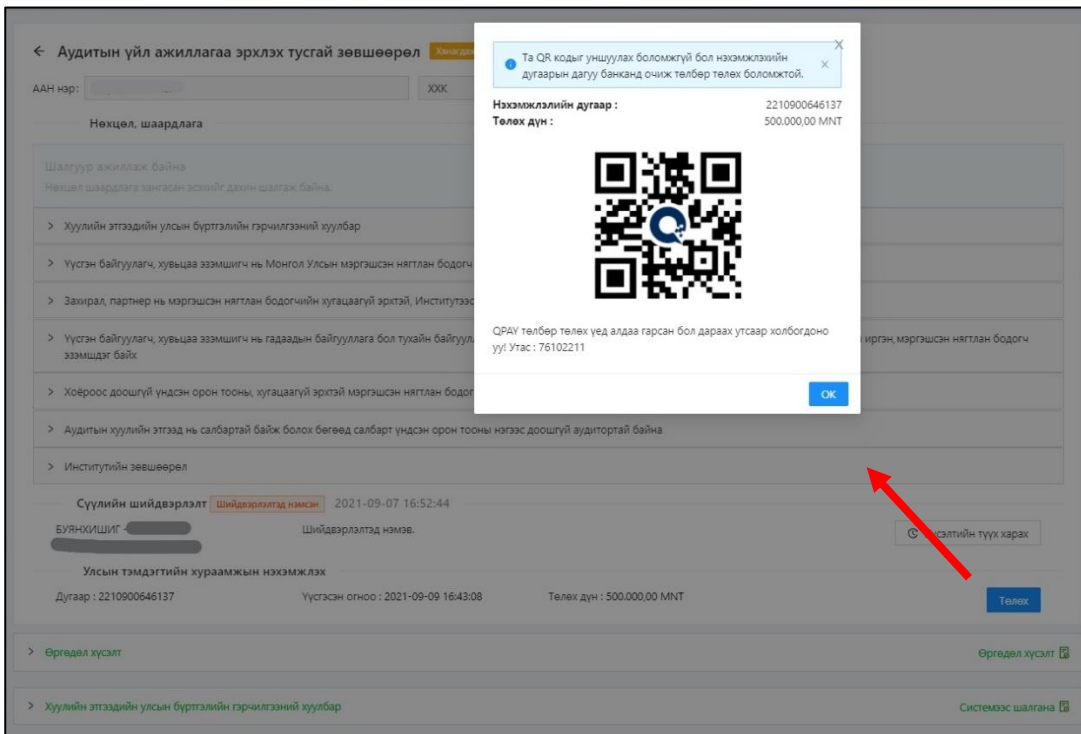 ← Аудитын үйл ажиллагаа эрхлэх тусгай зөвшөөрөл
ААН нэр:
ХХК
Нөхцөл, шаардлага
Шалгуур ажиллаж байна
Нөхцөл шаардлага хангасан эсэхийг дахин шалгаж байна.
Хуулийн этгээдийн улсын бүртгэлийн гэрчилгээний хуулбар
Үүсгэн байгуулагч, хувьцаа эзэмшигч нь Монгол Улсын мэргэшсэн нягтлан бодогч
Захирал, партнер нь мэргэшсэн нягтлан бодогчийн хугацаагүй эрхтэй, Институтээс
Үүсгэн байгуулагч, хувьцаа эзэмшигч нь гадаадын байгууллага бол тухайн байгуул
иргэн, мэргэшсэн нягтлан бодогч
эзэмшдэг байх
Хоёроос доошгүй үндсэн орон тооны, хугацаагүй эрхтэй мэргэшсэн нягтлан бодог
Аудитын хуулийн этгээд нь салбартай байж болох бөгөөд салбарт үндсэн орон тооны нэгээс доошгүй аудитортай байна
Институтийн зөвшөөрөл
Та QR кодыг уншуулах боломжгүй бол нэхэмжлэхийн
дугаарын дагуу банканд очиж төлбөр төлөх боломжтой.
Нэхэмжлэлийн дугаар : 2210900646137
Төлөх дүн : 500.000,00 MNT
QPAY төлбөр төлөх үед алдаа гарсан бол дараах утсаар холбогдоно
уу! Утас : 76102211
OK
Сүүлийн шийдвэрлэлт Шийдвэрлэлтэд нэмсэн 2021-09-07 16:52:44
БУЯНХИШИГ - Шийдвэрлэлтэд нэмэв.
түүх харах
Улсын тэмдэгтийн хураамжын нэхэмжлэх
Дугаар : 2210900646137 Үүсгэсэн огноо : 2021-09-09 16:43:08 Төлөх дүн : 500.000,00 MNT Төлөх
Өргөдөл хүсэлт Өргөдөл хүсэлт
Хуулийн этгээдийн улсын бүртгэлийн гэрчилгээний хуулбар Системээс шалгана